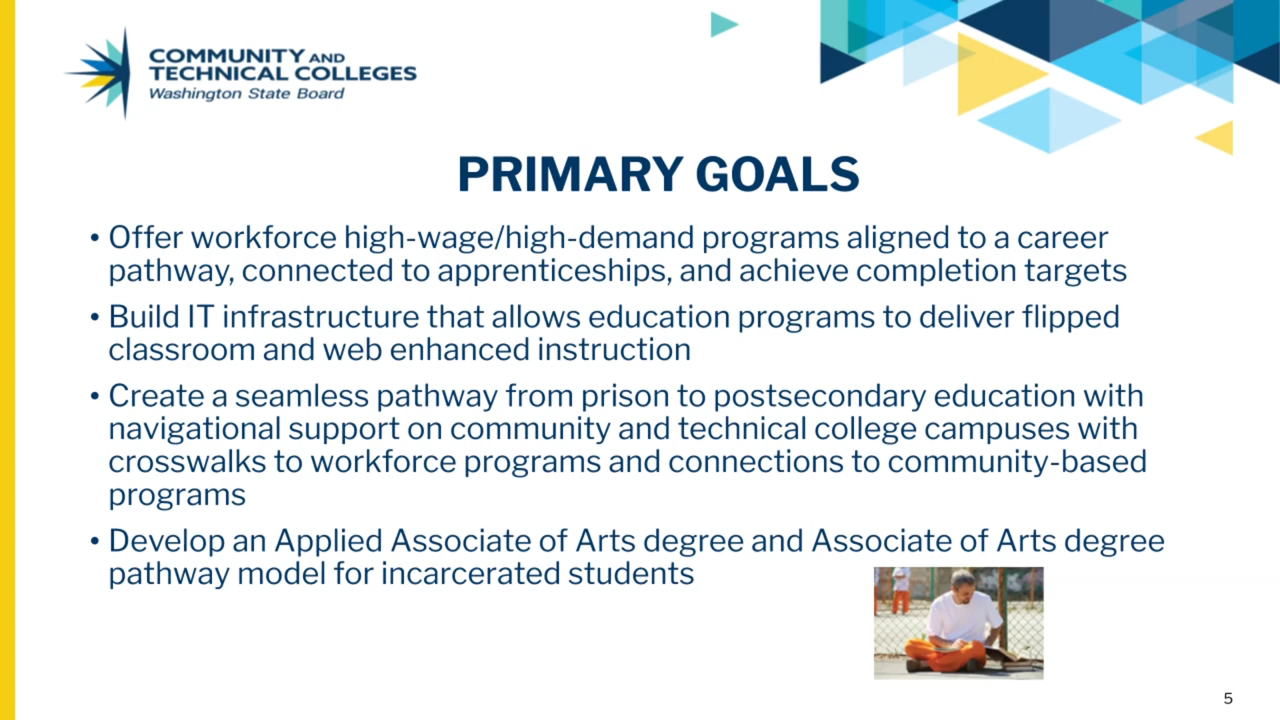 COMMUNITY AND
TECHNICAL COLLEGES
Washington State Board
PRIMARY GOALS
• Offer workforce high-wage/high-demand programs aligned to a career
pathway, connected to apprenticeships, and achieve completion targets
• Build IT infrastructure that allows education programs to deliver flipped
classroom and web enhanced instruction
• Create a seamless pathway from prison to postsecondary education with
navigational support on community and technical college campuses with
crosswalks to workforce programs and connections to community-based
programs
• Develop an Applied Associate of Arts degree and Associate of Arts degree
pathway model for incarcerated students
5